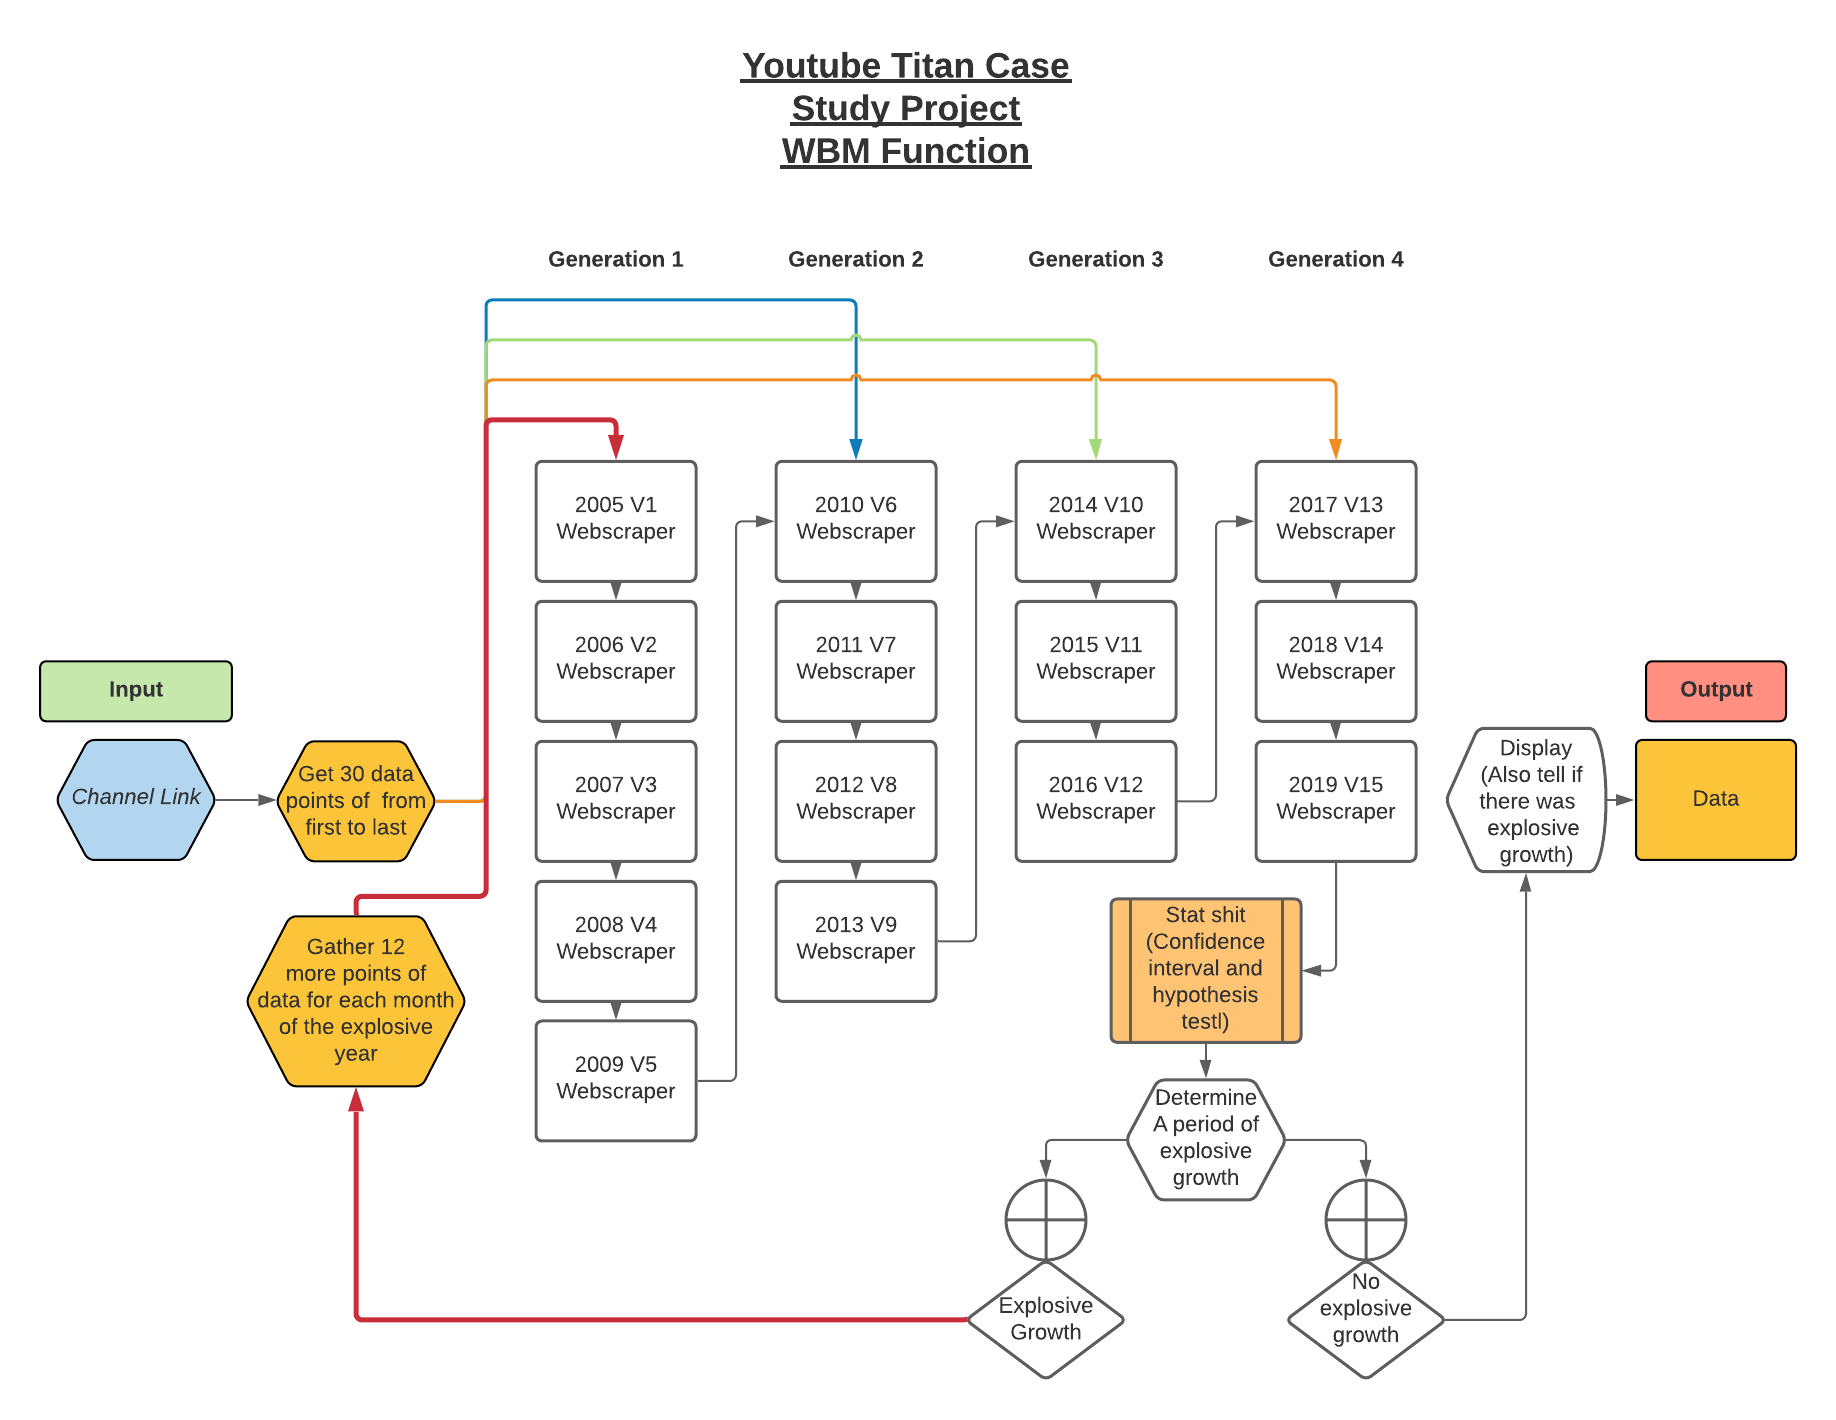 Youtube Titan Case
Study Project
WBM Function
Generation 1
Generation 2
Generation 3
Generation 4
Input
Channel Link
Get 30 data
points of  from
first to last
Gather 12
more points of
data for each month
of the explosive
year
2005 V1
Webscraper
2006 V2
Webscraper
2007 V3
Webscraper
2008 V4
Webscraper
2009 V5
Webscraper
2010 V6
Webscraper
2011 V7
Webscraper
2012 V8
Webscraper
2013 V9
Webscraper
2014 V10
Webscraper
2015 V11
Webscraper
2016 V12
Webscraper
2017 V13
Webscraper
2018 V14
Webscraper
2019 V15
Webscraper
Stat shit
(Confidence
interval and
hypothesis
testl)
Determine
A period of
explosive
growth
Explosive
Growth
No
explosive
growth
Display
(Also tell if
there was
explosive
growth)
Output
Data